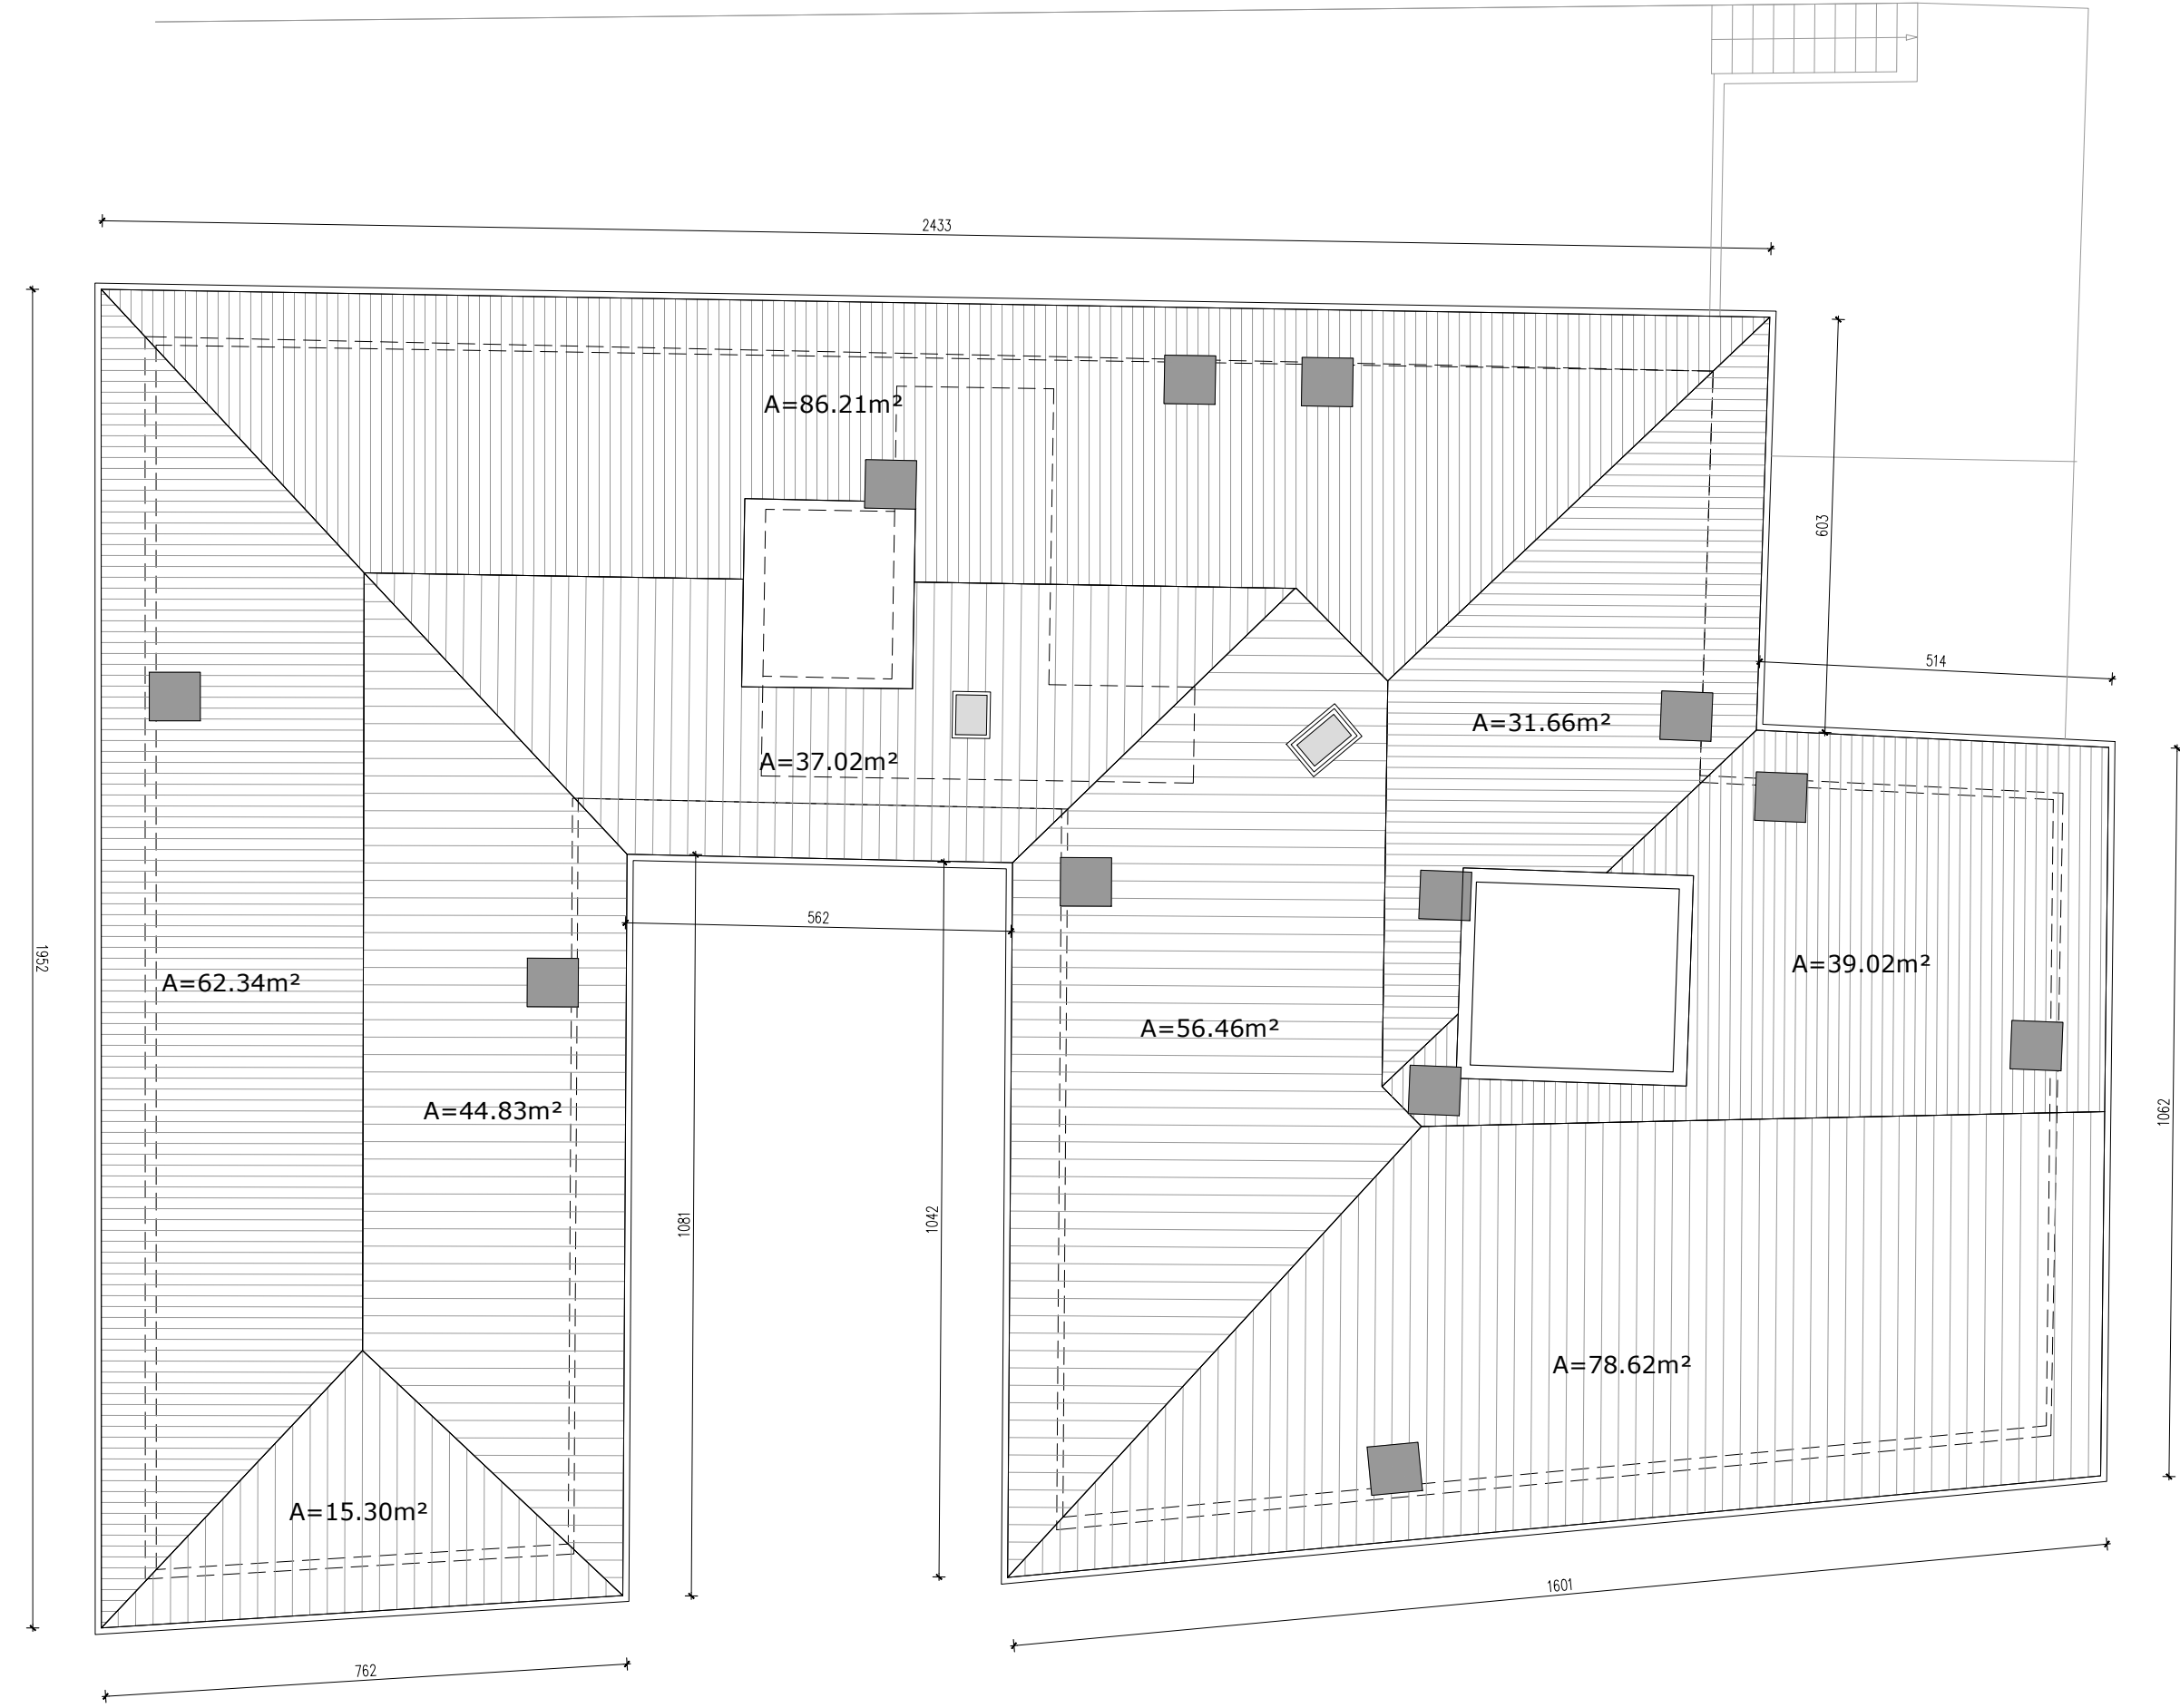 2433
A=86.21m²
603
514
A=31.66m²
A=37.02m²
562
1952
A=62.34m²
A=39.02m²
A=56.46m²
A=44.83m²
1062
1081
1042
A=78.62m²
A=15.30m²
1601
762